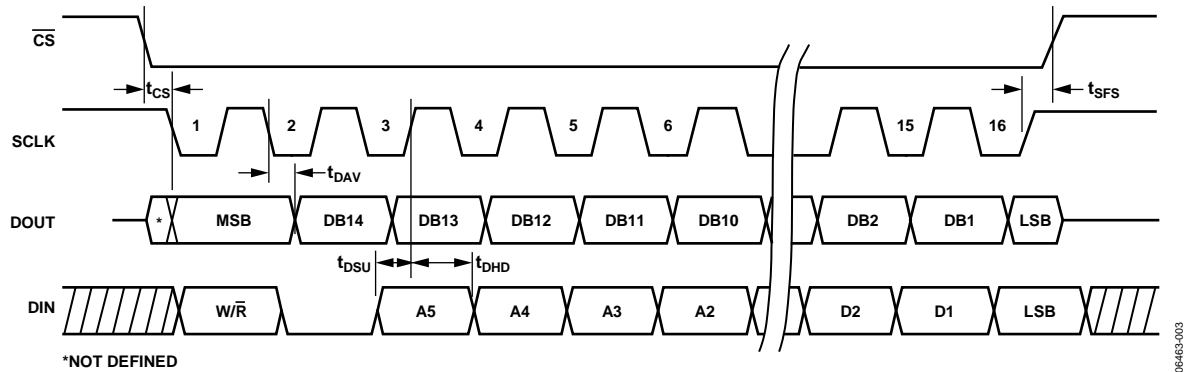 CS
tCS
tSFS
SCLK
1 2 3 4 5 6 15 16
tDAV
DOUT
* MSB DB14 DB13 DB12 DB11 DB10 DB2 DB1 LSB
tDSU
tDHD
DIN
W/R A5 A4 A3 A2 D2 D1 LSB
*NOT DEFINED
06463-003